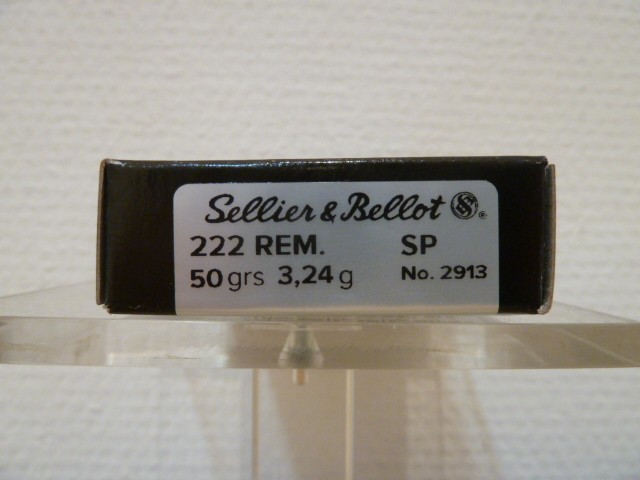 Sellier & Bellot ®
222 REM. SP
50 grs 3,24 g No. 2913